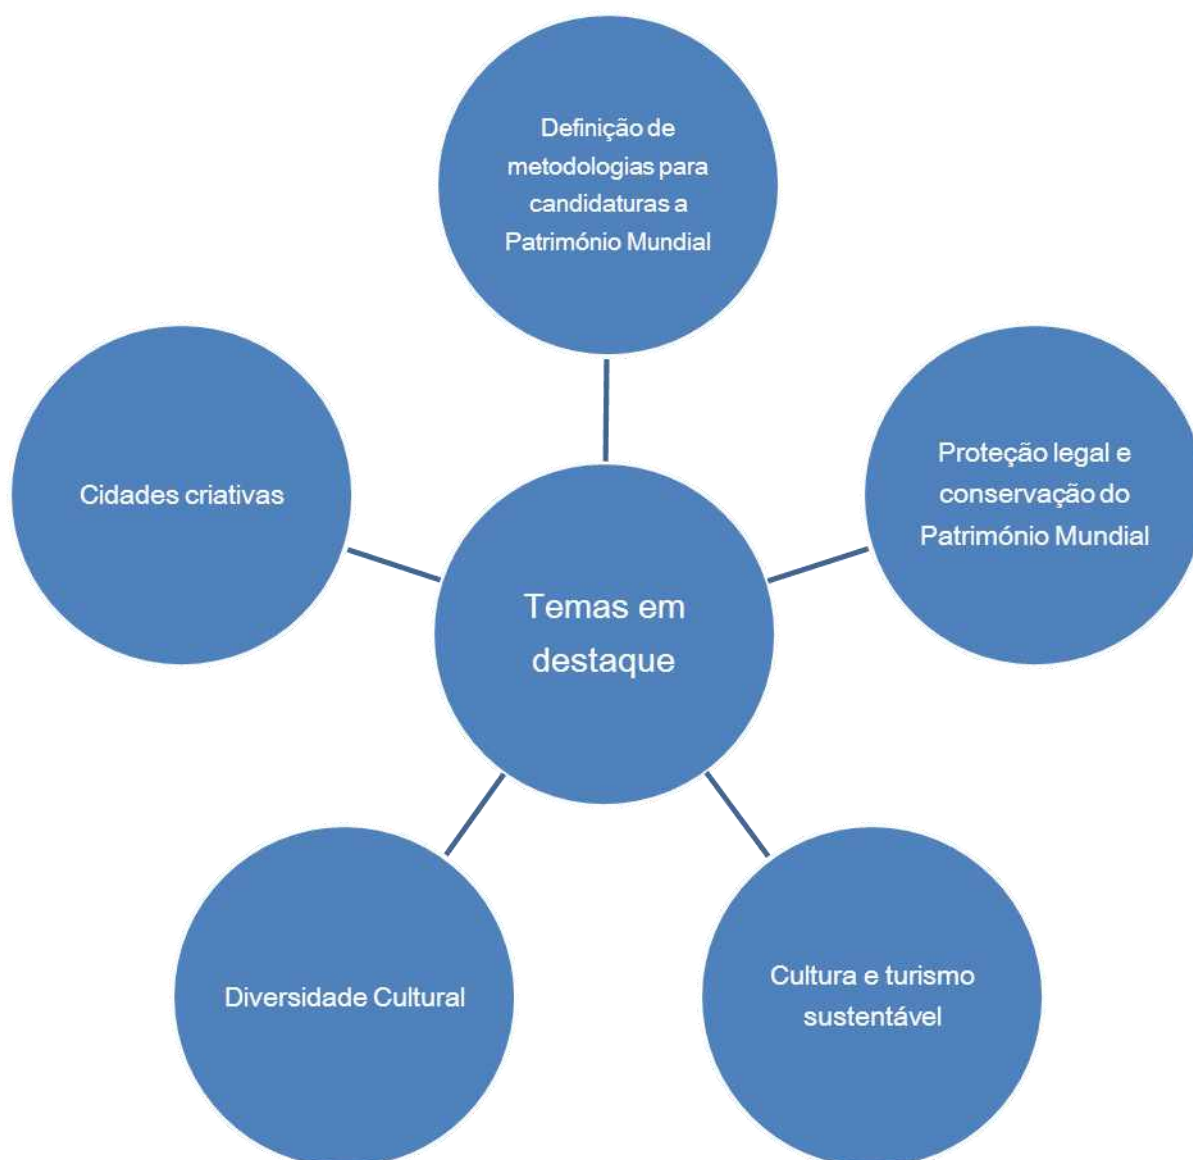 Definição de
metodologias para
candidaturas a
Património Mundial
Cidades criativas
Proteção legal e
conservação do
Património Mundial
Temas em
destaque
Diversidade Cultural
Cultura e turismo
sustentável